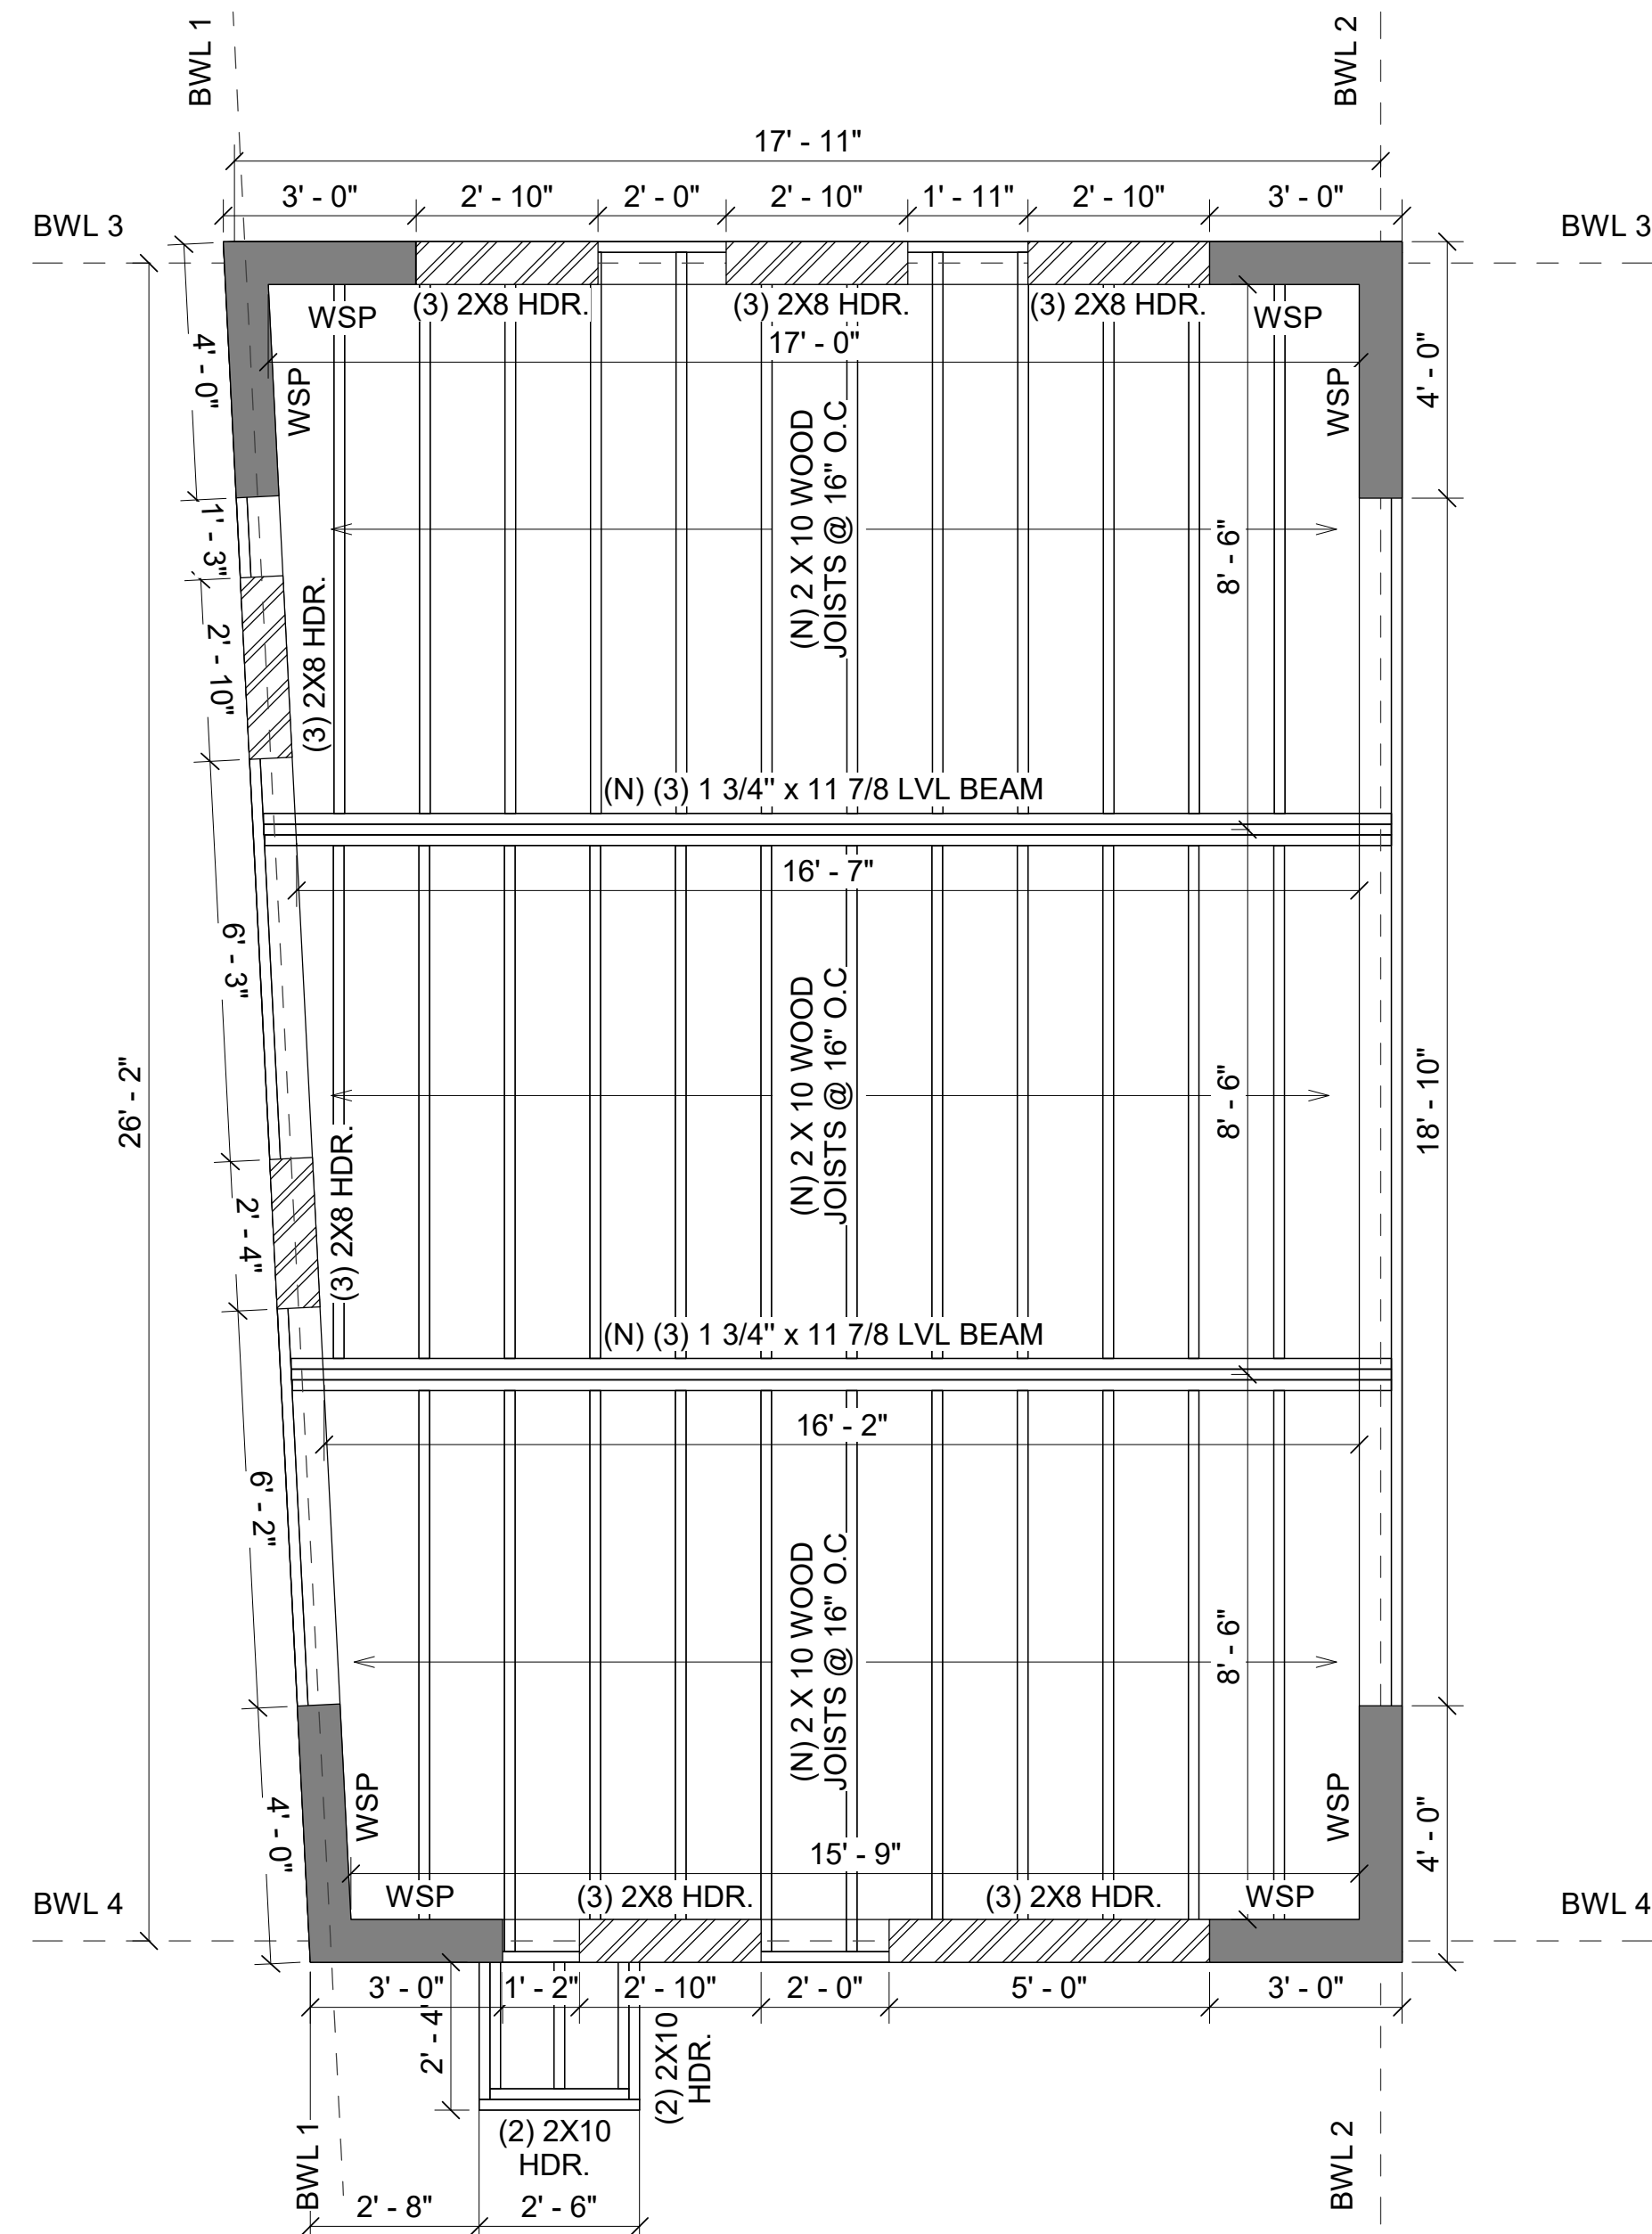 BWL 1
BWL 2
17' - 11"
3' - 0"
2' - 10"
2' - 0"
2' - 10"
1' - 11"
2' - 10"
3' - 0"
BWL 3
BWL 3
WSP
(3) 2X8 HDR.
(3) 2X8 HDR.
(3) 2X8 HDR.
WSP
17' - 0"
4' - 0"
WSP
WSP
4' - 0"
(N) 2 X 10 WOOD
JOISTS @ 16" O.C
1' - 3"
8' - 6"
2' - 10"
(3) 2X8 HDR.
(N) (3) 1 3/4" x 11 7/8 LVL BEAM
16' - 7"
6' - 3"
26' - 2"
(N) 2 X 10 WOOD
JOISTS @ 16" O.C
8' - 6"
18' - 10"
2' - 4"
(3) 2X8 HDR.
(N) (3) 1 3/4" x 11 7/8 LVL BEAM
16' - 2"
6' - 2"
(N) 2 X 10 WOOD
JOISTS @ 16" O.C
8' - 6"
4' - 0"
WSP
WSP
4' - 0"
15' - 9"
WSP
(3) 2X8 HDR.
(3) 2X8 HDR.
WSP
BWL 4
BWL 4
3' - 0"
1' - 2"
2' - 10"
2' - 0"
5' - 0"
3' - 0"
2' - 4"
(2) 2X10
HDR.
(2) 2X10
HDR.
BWL 1
BWL 2
2' - 8"
2' - 6"